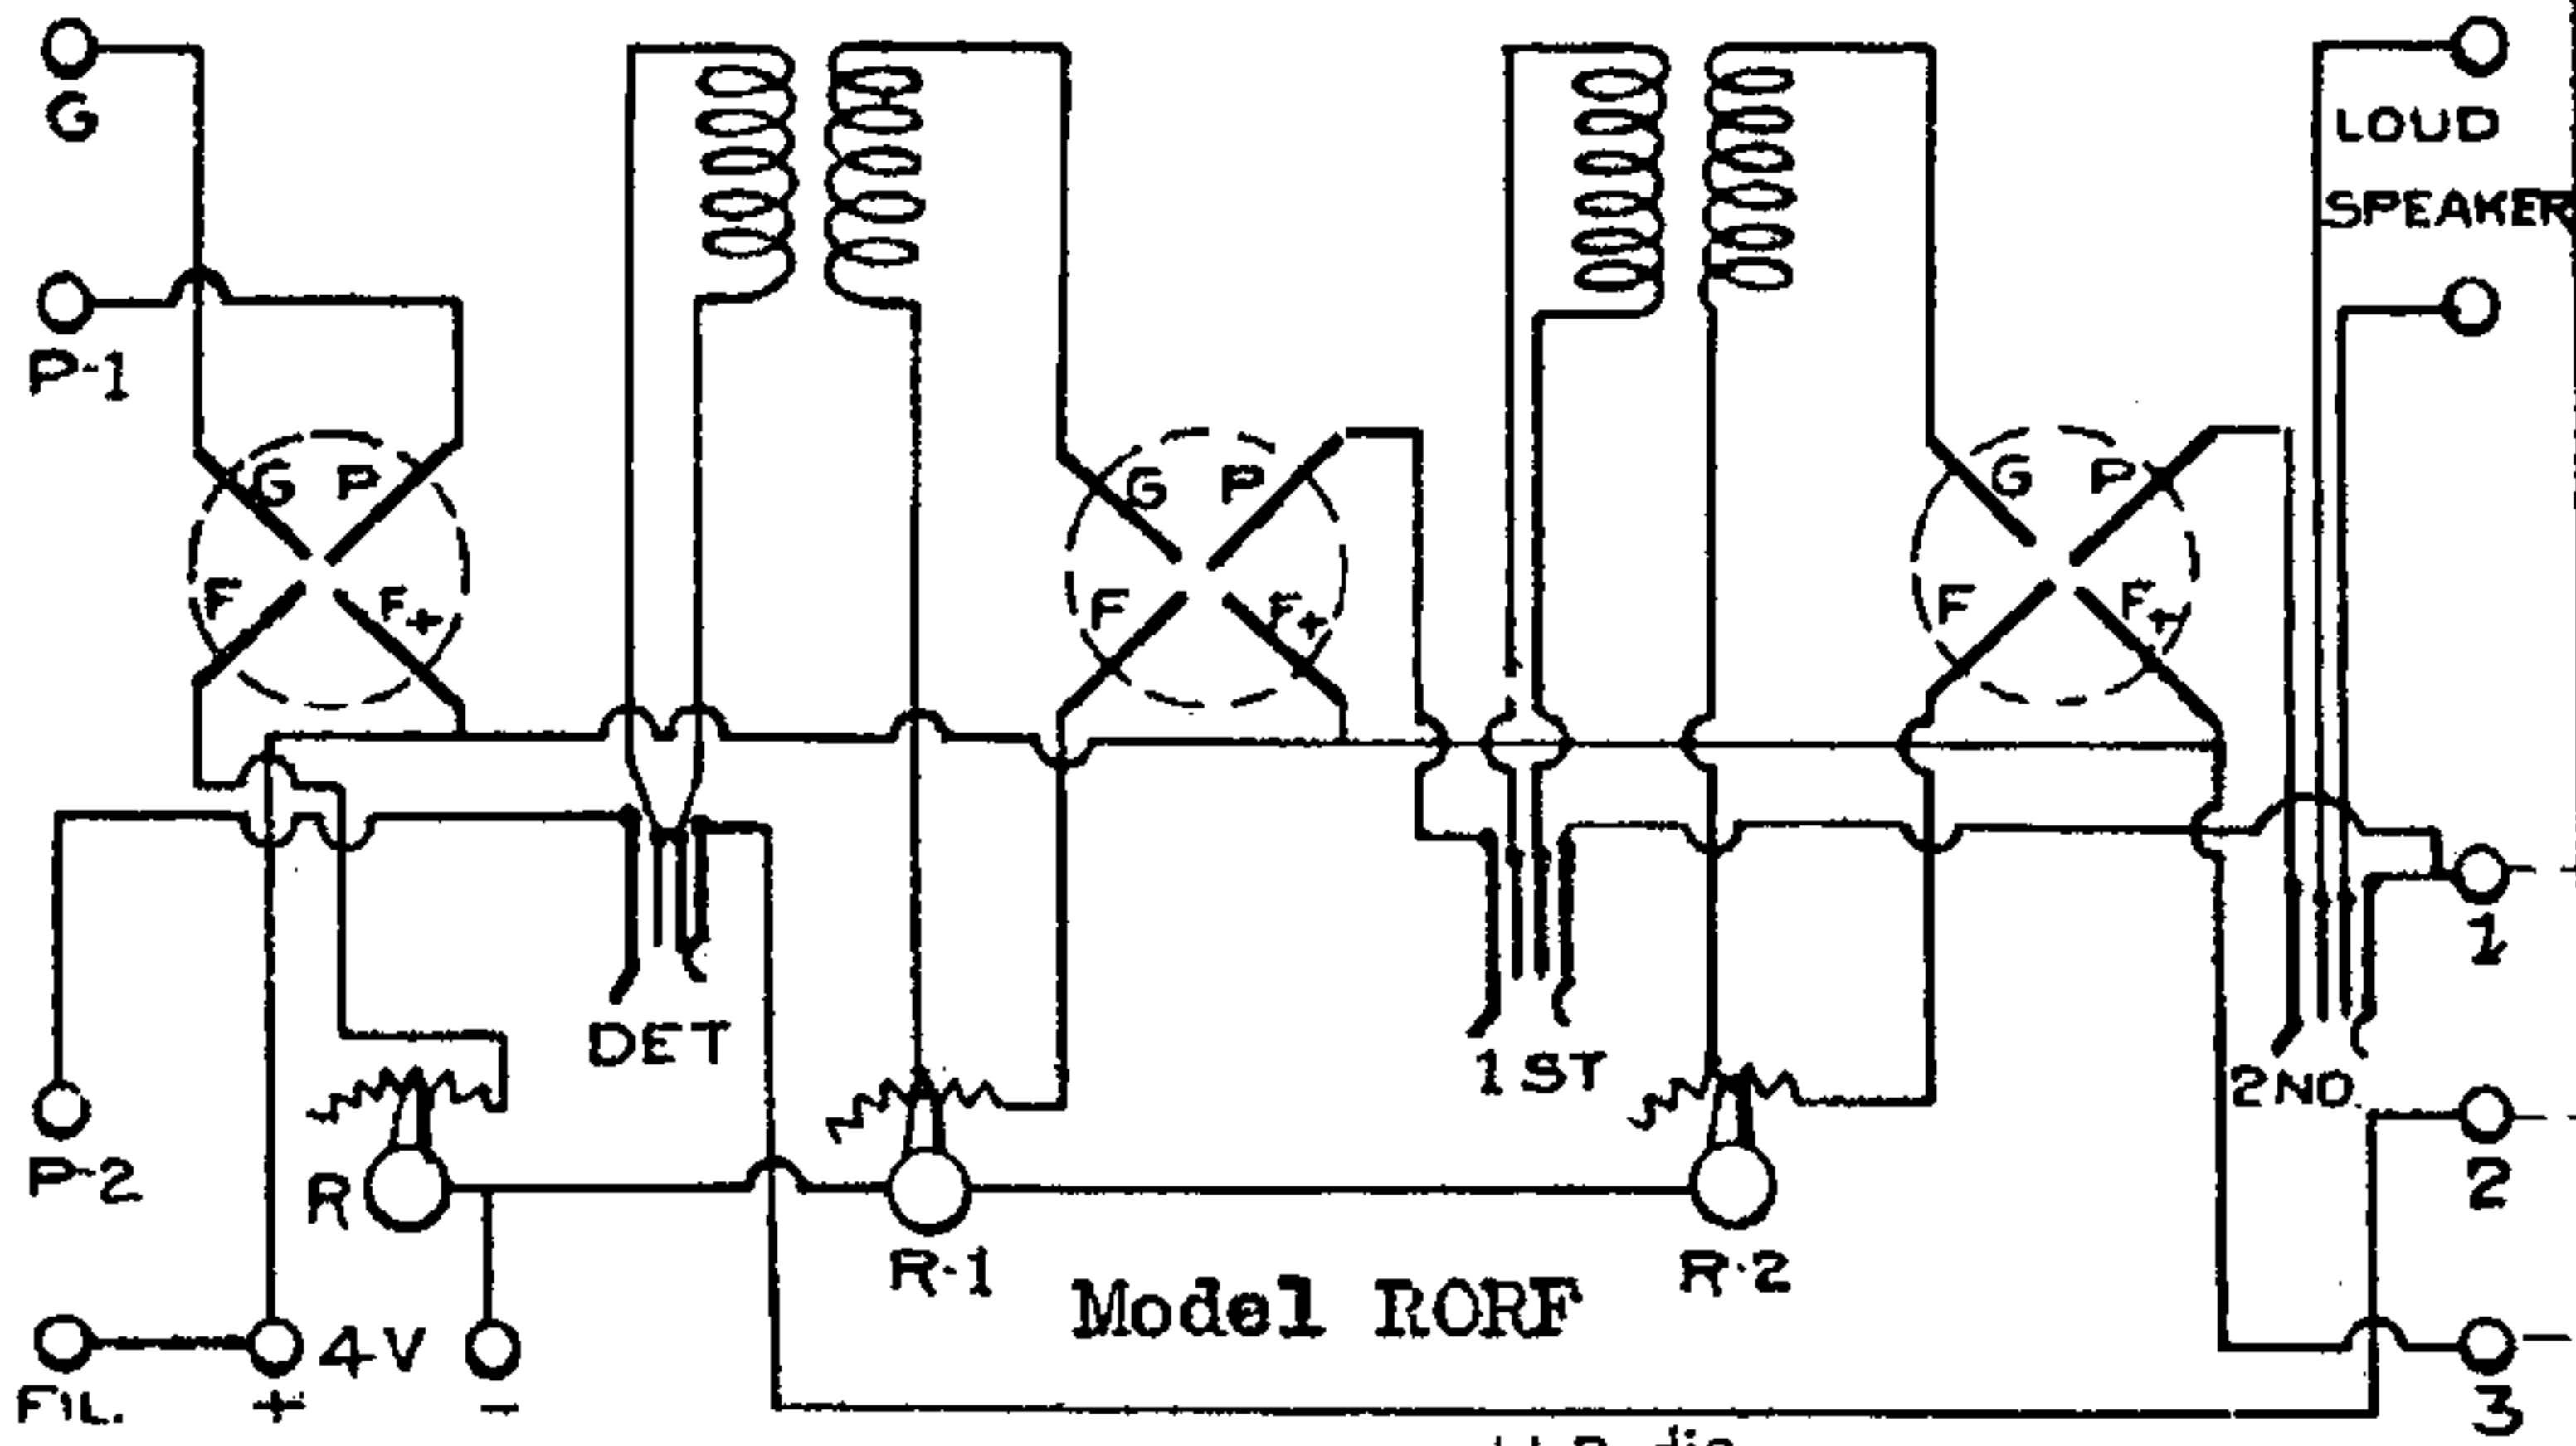 G
LOUD
SPEAKER
P-1
G P
F F+
G P
F F+
G P
F F+
DET
1ST
2ND
1
P-2
R
R-1
R-2
2
Model RORF
FIL.
+
4V
-
3